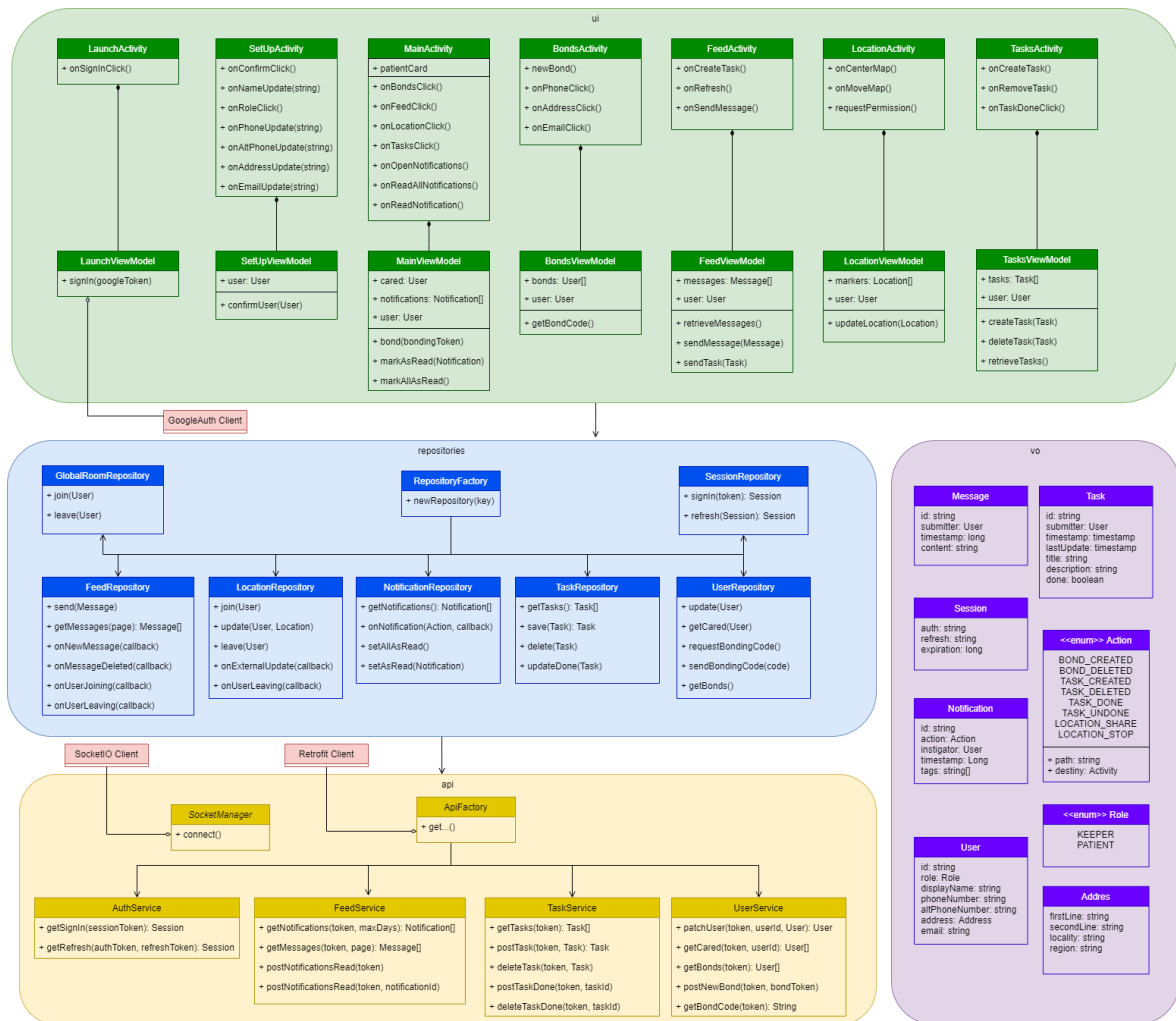 ui
LaunchActivity
+ onSignInClick()
SetUpActivity
+ onConfirmClick()
+ onNameUpdate(string)
+ onRoleClick()
+ onPhoneUpdate(string)
+ onAltPhoneUpdate(string)
+ onAddressUpdate(string)
+ onEmailUpdate(string)
MainActivity
+ patientCard
+ onBondsClick()
+ onFeedClick()
+ onLocationClick()
+ onTasksClick()
+ onOpenNotifications()
+ onReadAllNotifications()
+ onReadNotification()
BondsActivity
+ newBond()
+ onPhoneClick()
+ onAddressClick()
+ onEmailClick()
FeedActivity
+ onCreateTask()
+ onRefresh()
+ onSendMessage()
LocationActivity
+ onCenterMap()
+ onMoveMap()
+ requestPermission()
TasksActivity
+ onCreateTask()
+ onRemoveTask()
+ onTaskDoneClick()
LaunchViewModel
+ signIn(googleToken)
SetUpViewModel
+ user: User
+ confirmUser(User)
MainViewModel
+ cared: User
+ notifications: Notification[]
+ user: User
+ bond(bondingToken)
+ markAsRead(Notification)
+ markAllAsRead()
BondsViewModel
+ bonds: User[]
+ user: User
+ getBondCode()
FeedViewModel
+ messages: Message[]
+ user: User
+ retrieveMessages()
+ sendMessage(Message)
+ sendTask(Task)
LocationViewModel
+ markers: Location[]
+ user: User
+ updateLocation(Location)
TasksViewModel
+ tasks: Task[]
+ user: User
+ createTask(Task)
+ deleteTask(Task)
+ retrieveTasks()
GoogleAuth Client
repositories
GlobalRoomRepository
+ join(User)
+ leave(User)
RepositoryFactory
+ newRepository(key)
SessionRepository
+ signIn(token): Session
+ refresh(Session): Session
FeedRepository
+ send(Message)
+ getMessages(page): Message[]
+ onNewMessage(callback)
+ onMessageDeleted(callback)
+ onUserJoining(callback)
+ onUserLeaving(callback)
LocationRepository
+ join(User)
+ update(User, Location)
+ leave(User)
+ onExternalUpdate(callback)
+ onUserLeaving(callback)
NotificationRepository
+ getNotifications(): Notification[]
+ onNotification(Action, callback)
+ setAllAsRead()
+ setAsRead(Notification)
TaskRepository
+ getTasks(): Task[]
+ save(Task): Task
+ delete(Task)
+ updateDone(Task)
UserRepository
+ update(User)
+ getCared(User)
+ requestBondingCode()
+ sendBondingCode(code)
+ getBonds()
SocketIO Client
Retrofit Client
api
SocketManager
+ connect()
ApiFactory
+ get...()
AuthService
+ getSignIn(sessionToken): Session
+ getRefresh(authToken, refreshToken): Session
FeedService
+ getNotifications(token, maxDays): Notification[]
+ getMessages(token, page): Message[]
+ postNotificationsRead(token)
+ postNotificationsRead(token, notificationId)
TaskService
+ getTasks(token): Task[]
+ postTask(token, Task): Task
+ deleteTask(token, Task)
+ postTaskDone(token, taskId)
+ deleteTaskDone(token, taskId)
UserService
+ patchUser(token, userId, User): User
+ getCared(token, userId): User[]
+ getBonds(token): User[]
+ postNewBond(token, bondToken)
+ getBondCode(token): String
vo
Message
id: string
submitter: User
timestamp: long
content: string
Task
id: string
submitter: User
timestamp: timestamp
lastUpdate: timestamp
title: string
description: string
done: boolean
Session
auth: string
refresh: string
expiration: long
<<enum>> Action
BOND_CREATED
BOND_DELETED
TASK_CREATED
TASK_DELETED
TASK_DONE
TASK_UNDONE
LOCATION_SHARE
LOCATION_STOP
+ path: string
+ destiny: Activity
Notification
id: string
action: Action
instigator: User
timestamp: Long
tags: string[]
<<enum>> Role
KEEPER
PATIENT
User
id: string
role: Role
displayName: string
phoneNumber: string
altPhoneNumber: string
address: Address
email: string
Addres
firstLine: string
secondLine: string
locality: string
region: string